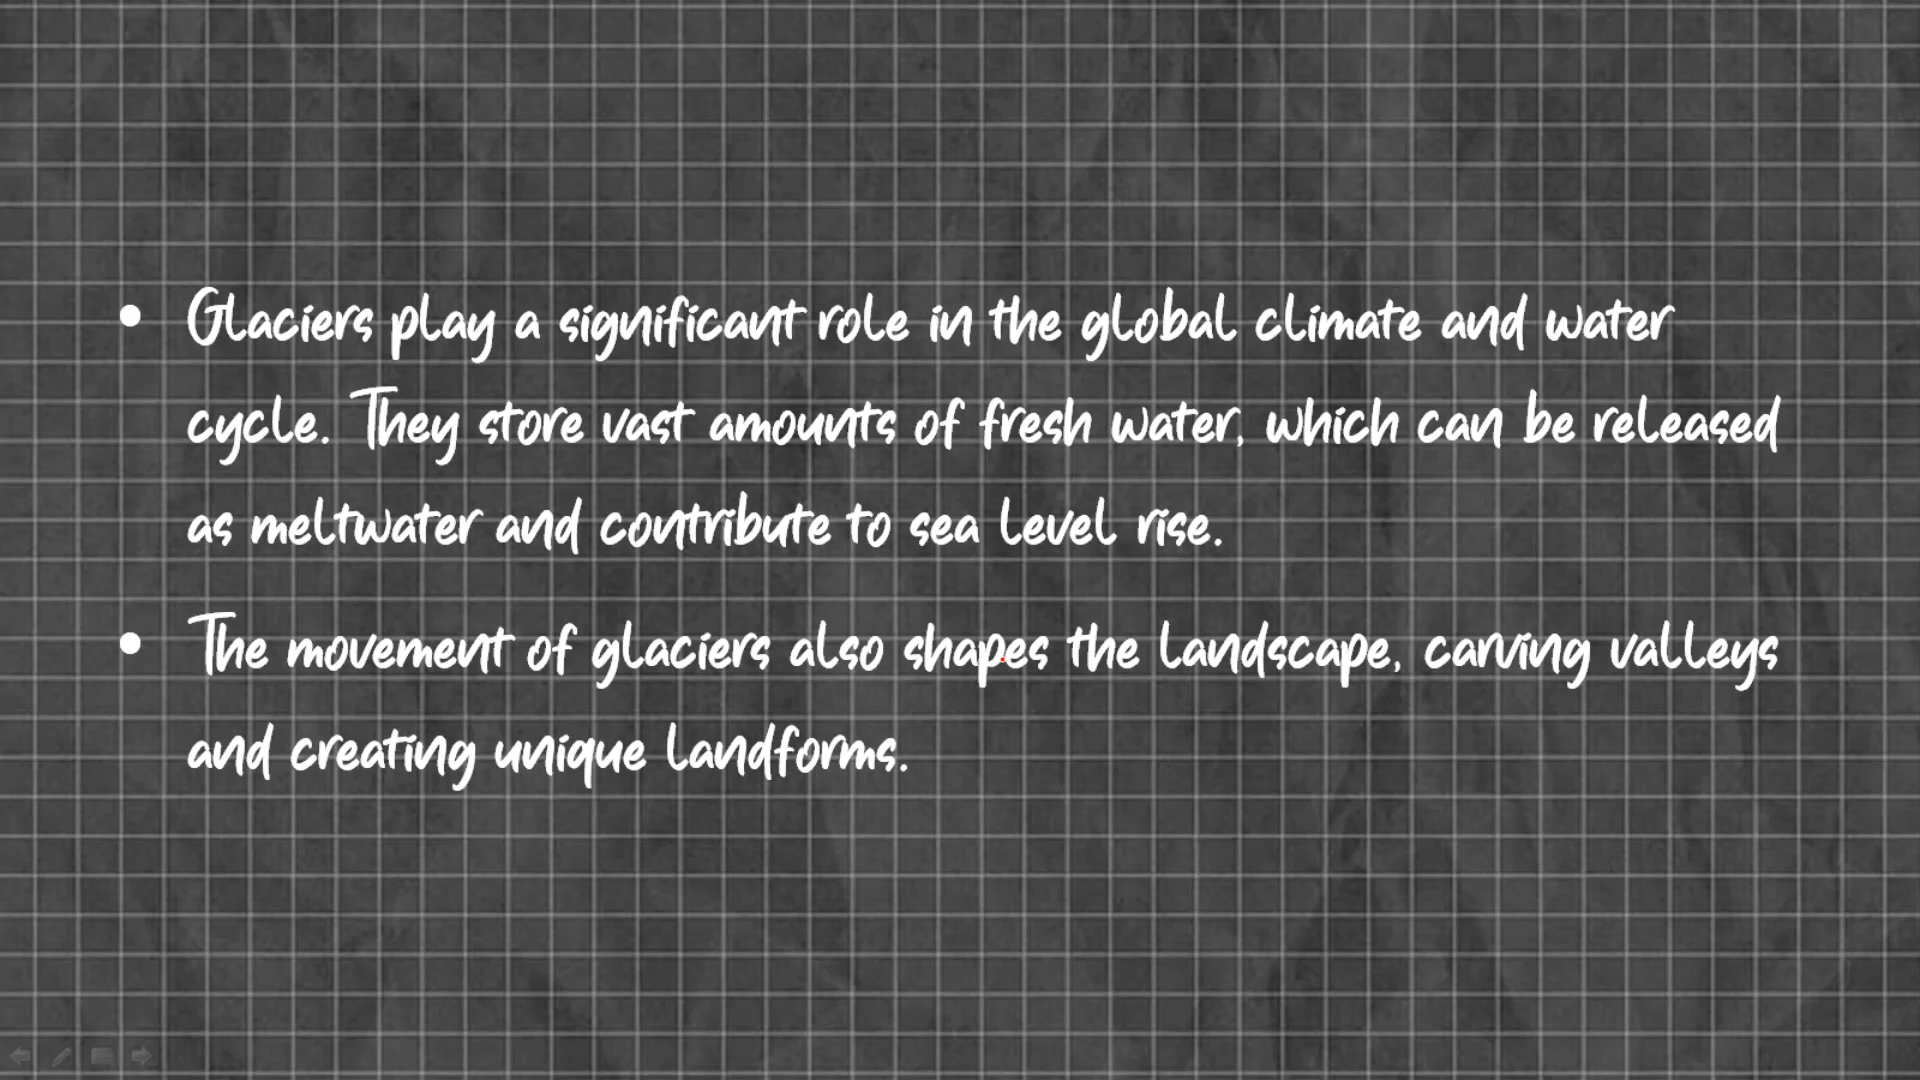 • Glaciers play a significant role in the global climate and water
cycle. They store vast amounts of fresh water, which can be released
as meltwater and contribute to sea level rise.
• The movement of glaciers also shapes the landscape, carving valleys
and creating unique landforms.